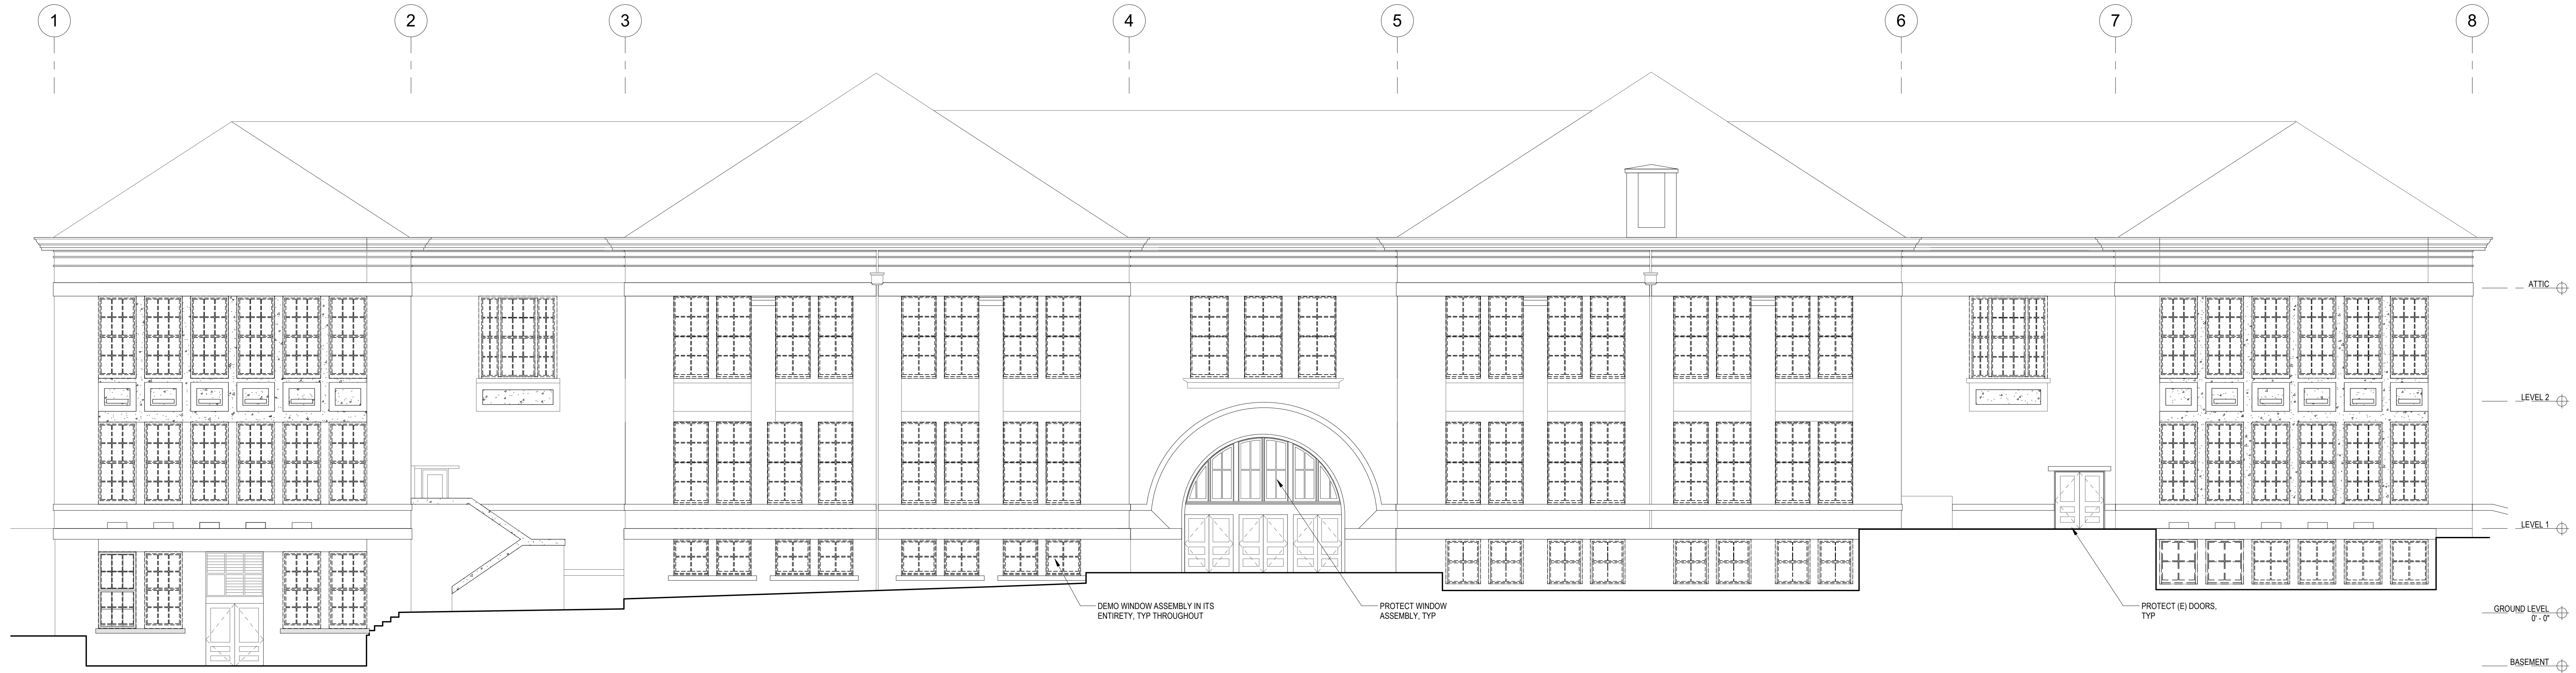 1
2
3
4
5
6
7
8
ATTIC
LEVEL 2
LEVEL 1
DEMO WINDOW ASSEMBLY IN ITS
ENTIRETY, TYP THROUGHOUT
PROTECT WINDOW
ASSEMBLY, TYP
PROTECT (E) DOORS,
TYP
GROUND LEVEL
0' - 0"
BASEMENT